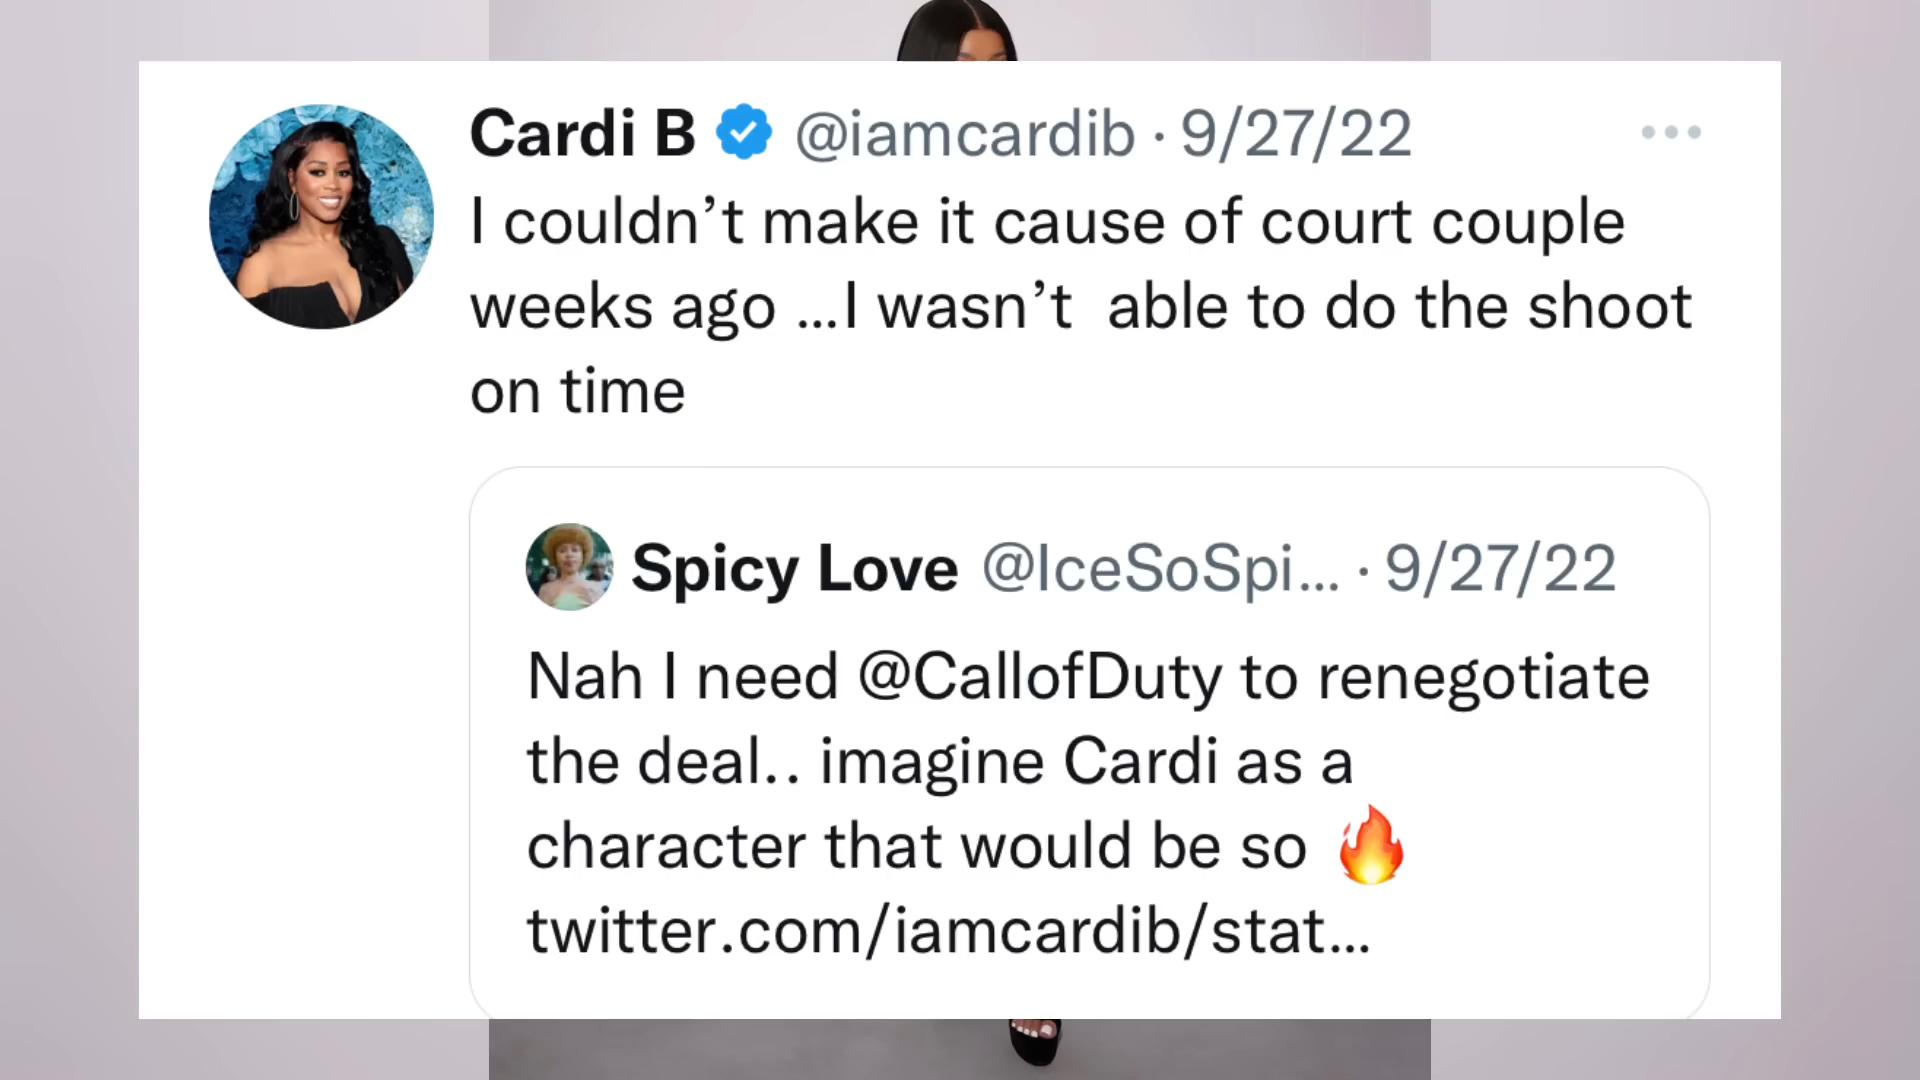 Cardi B @iamcardib · 9/27/22
I couldn’t make it cause of court couple
weeks ago ...I wasn’t  able to do the shoot
on time
Spicy Love @IceSoSpi... · 9/27/22
Nah I need @CallofDuty to renegotiate
the deal.. imagine Cardi as a
character that would be so 🔥
twitter.com/iamcardib/stat...